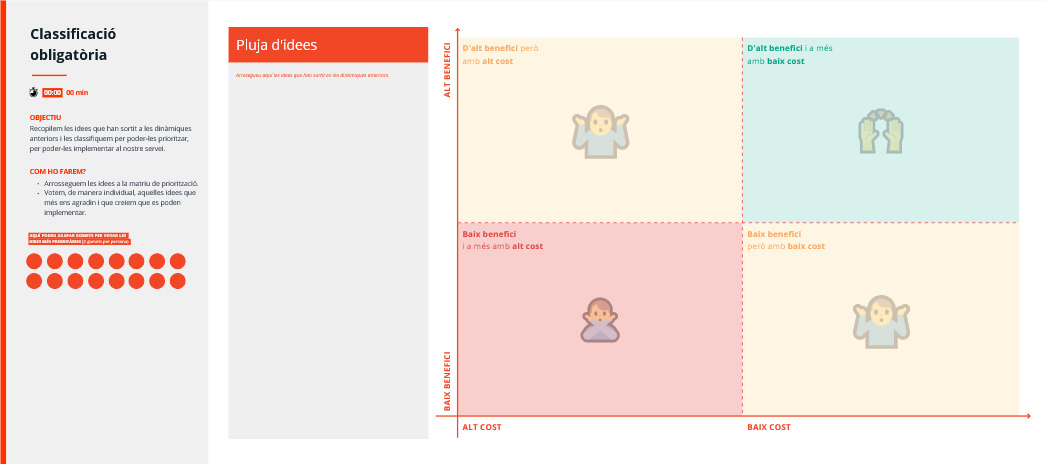 Classificació
obligatòria
00:00 00 min
OBJECTIU
Recopilem les idees que han sortit a les dinàmiques
anteriors i les classifiquem per poder-les prioritzar,
per poder-les implementar al nostre servei.
COM HO FAREM?
• Arrosseguem les idees a la matriu de priorització.
• Votem, de manera individual, aquelles idees que
més ens agradin i que creiem que es poden
implementar.
AQUÍ PODEU AGAFAR GOMETS PER VOTAR LES
IDEES MÉS PRIORITÀRIES (2 gomets per persona)
Pluja d'idees
Arrossegueu aquí les idees que han sortit en les dinàmiques anteriors.
ALT BENEFICI
BAIX BENEFICI
D'alt benefici però
amb alt cost
D'alt benefici i a més
amb baix cost
Baix benefici
i a més amb alt cost
Baix benefici
però amb baix cost
ALT COST
BAIX COST